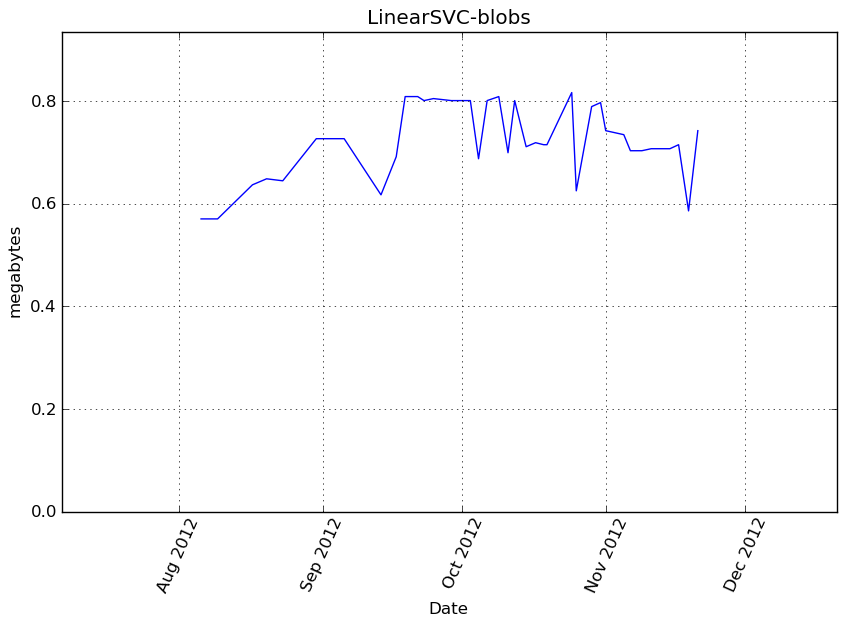 LinearSVC-blobs
megabytes
0.8
0.6
0.4
0.2
0.0
Aug 2012
Sep 2012
Oct 2012
Nov 2012
Dec 2012
Date